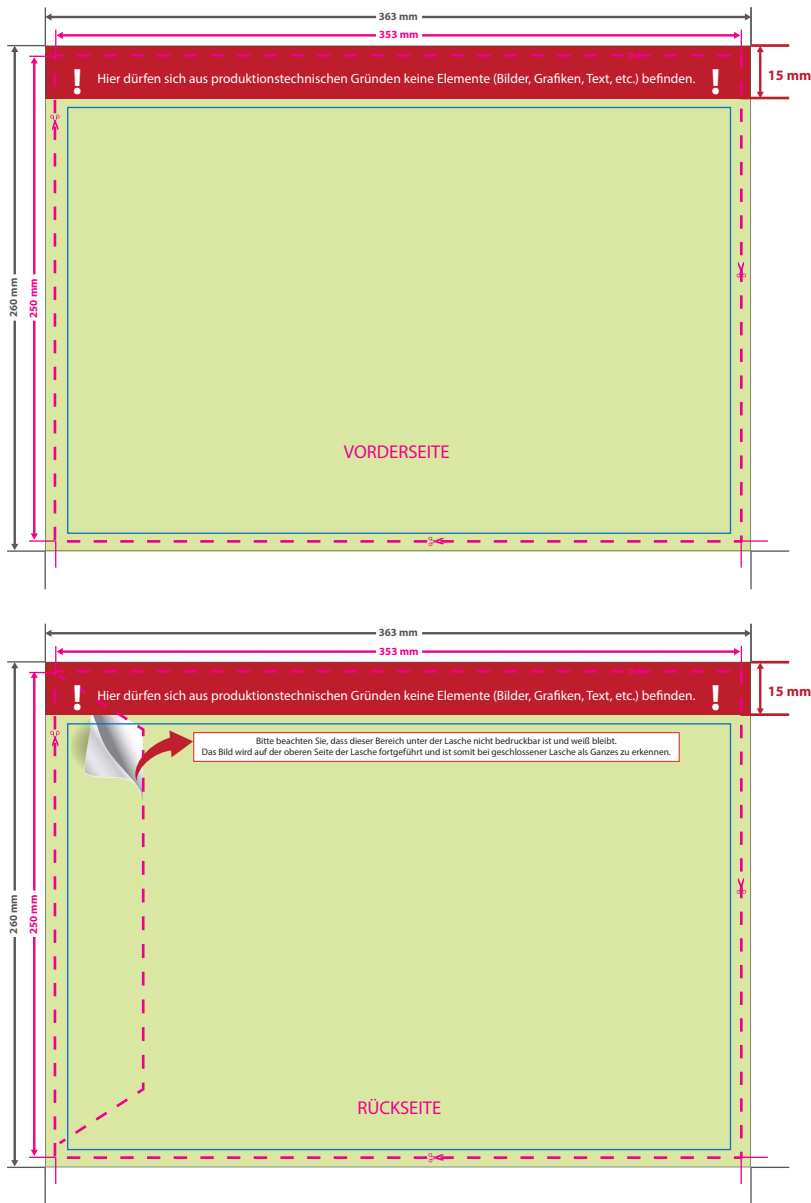 363 mm
353 mm
! Hier dürfen sich aus produktionstechnischen Gründen keine Elemente (Bilder, Grafiken, Text, etc.) befinden. !
15 mm
260 mm
250 mm
VORDERSEITE
363 mm
353 mm
! Hier dürfen sich aus produktionstechnischen Gründen keine Elemente (Bilder, Grafiken, Text, etc.) befinden. !
15 mm
Bitte beachten Sie, dass dieser Bereich unter der Lasche nicht bedruckbar ist und weiß bleibt.
Das Bild wird auf der oberen Seite der Lasche fortgeführt und ist somit bei geschlossener Lasche als Ganzes zu erkennen.
260 mm
250 mm
RÜCKSEITE